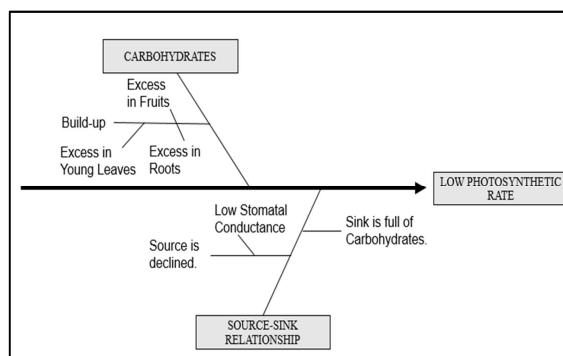 CARBOHYDRATES
Excess
in Fruits
Build-up
Excess in
Young Leaves
Excess in
Roots
LOW PHOTOSYNTHETIC
RATE
Low Stomatal
Conductance
Sink is full of
Carbohydrates.
Source is
declined.
SOURCE-SINK
RELATIONSHIP